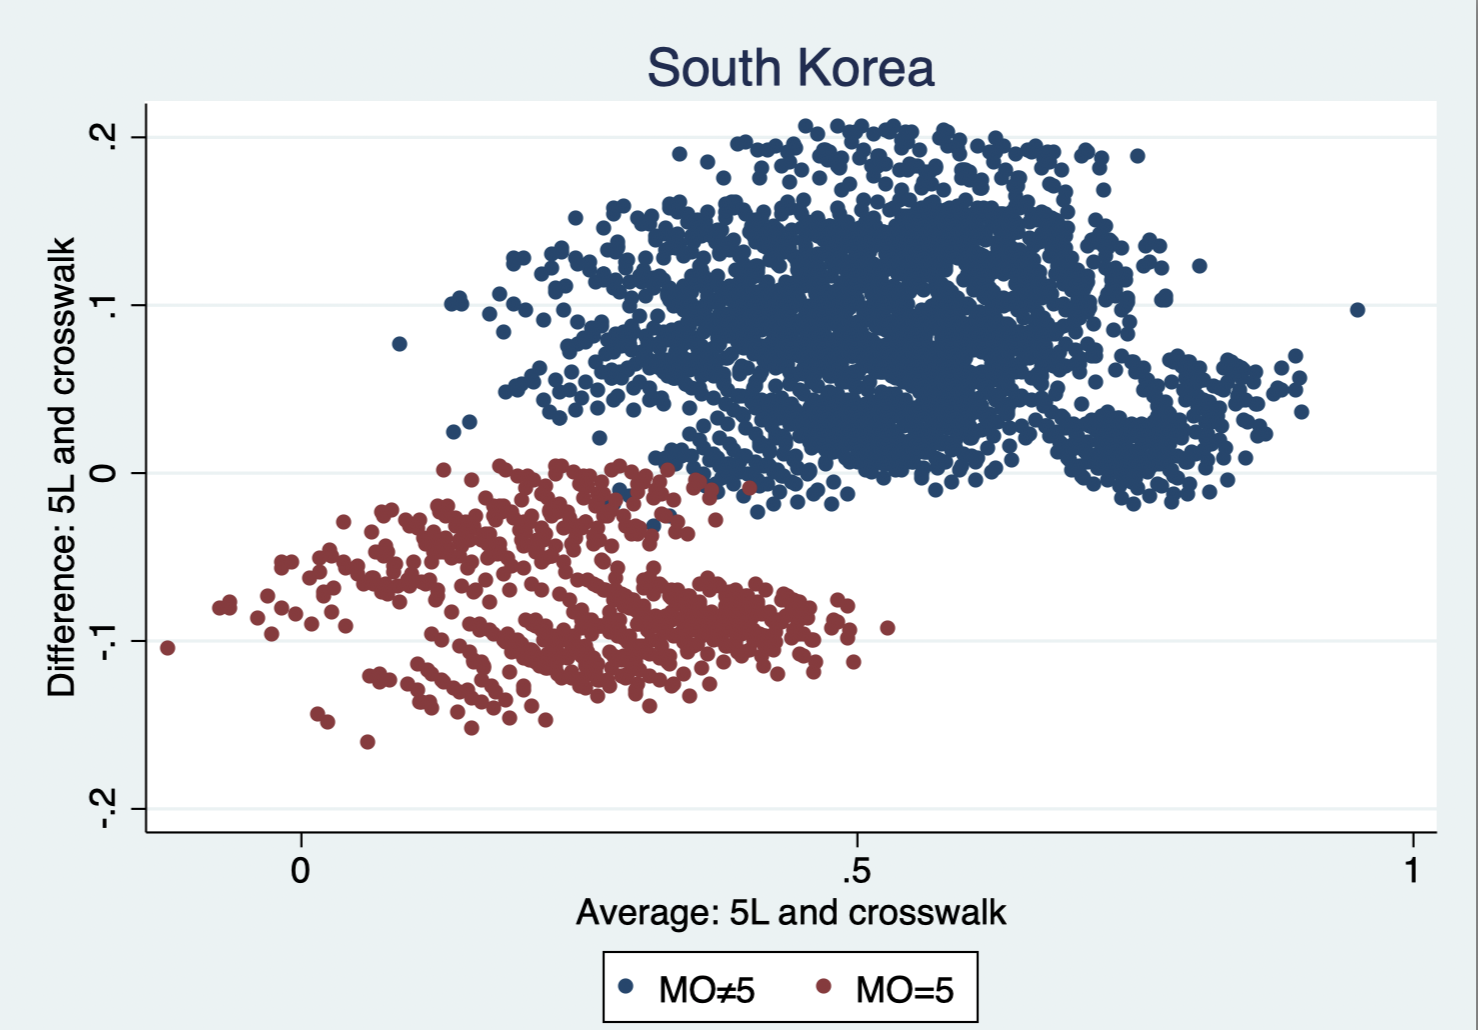 South Korea
Difference: 5L and crosswalk
.2
.1
0
-.1
-.2
0 .5 1
Average: 5L and crosswalk
MO≠5 MO=5